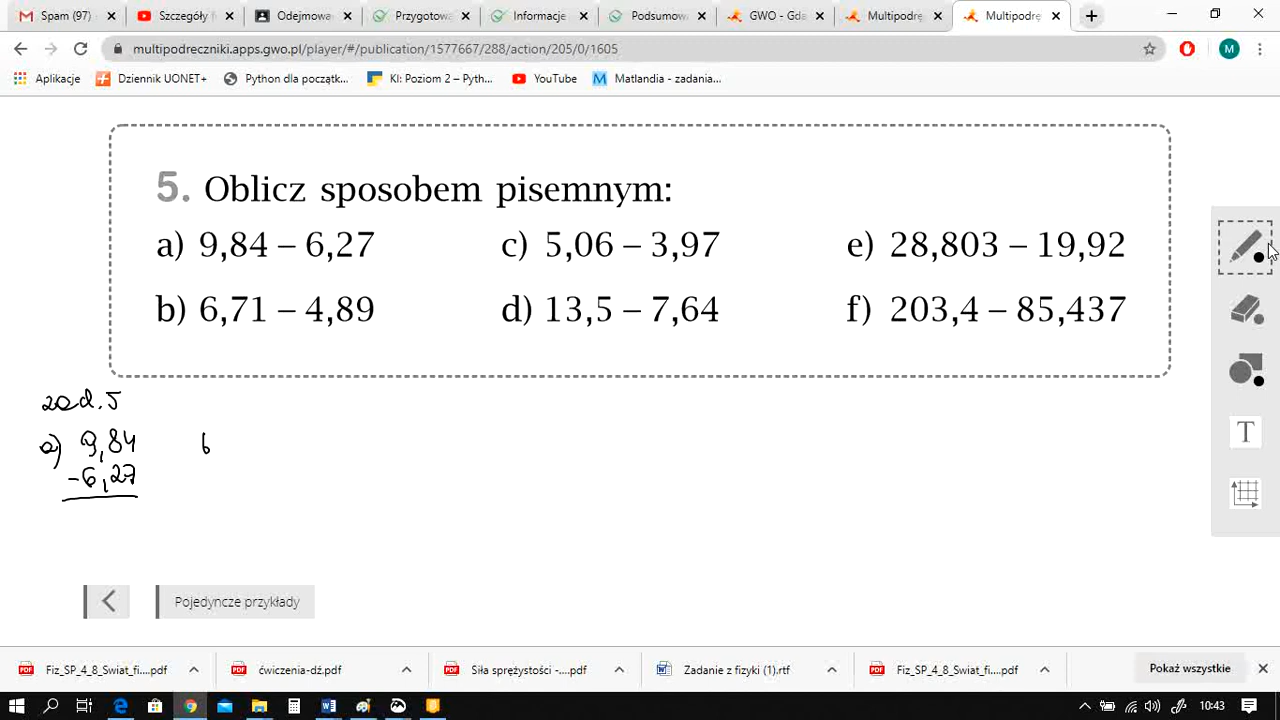 Spam (97)
Szczegóły f
Odejmowa
Przygotowa
Informacje
Podsumow
GWO - Gda
Multipodrę
Multipodrę
multipodreczniki.apps.gwo.pl/player/#/publication/1577667/288/action/205/0/1605
M
Aplikacje
Dziennik UONET+
Python dla początk...
KI: Poziom 2 – Pyth...
YouTube
Matlandia - zadania...
5. Oblicz sposobem pisemnym:
a) 9,84 – 6,27 c) 5,06 – 3,97 e) 28,803 – 19,92
b) 6,71 – 4,89 d) 13,5 – 7,64 f) 203,4 – 85,437
zad. 5
a) 9,84 b
-6,27
T
Pojedyncze przykłady
Fiz_SP_4_8_Swiat_fi....pdf
ćwiczenia-dź.pdf
Siła sprężystości -....pdf
Zadanie z fizyki (1).rtf
Fiz_SP_4_8_Swiat_fi....pdf
Pokaż wszystkie
10:43